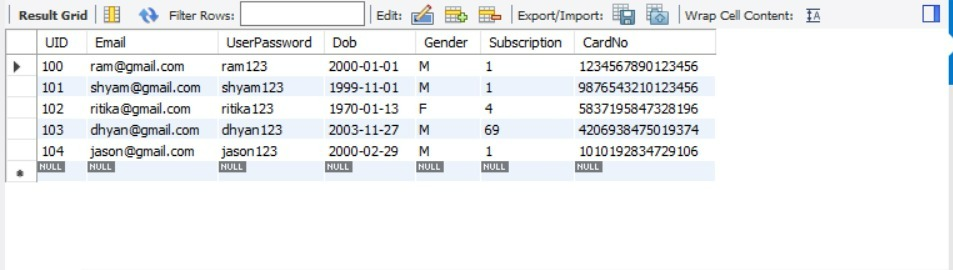 Result Grid Filter Rows: Edit: Export/Import: Wrap Cell Content: IA
UID Email UserPassword Dob Gender Subscription CardNo
100 ram@gmail.com ram123 2000-01-01 M 1 1234567890123456
101 shyam@gmail.com shyam123 1999-11-01 M 1 9876543210123456
102 ritika@gmail.com ritika123 1970-01-13 F 4 5837195847328196
103 dhyan@gmail.com dhyan123 2003-11-27 M 69 4206938475019374
104 jason@gmail.com jason123 2000-02-29 M 1 1010192834729106
NULL NULL NULL NULL NULL NULL NULL